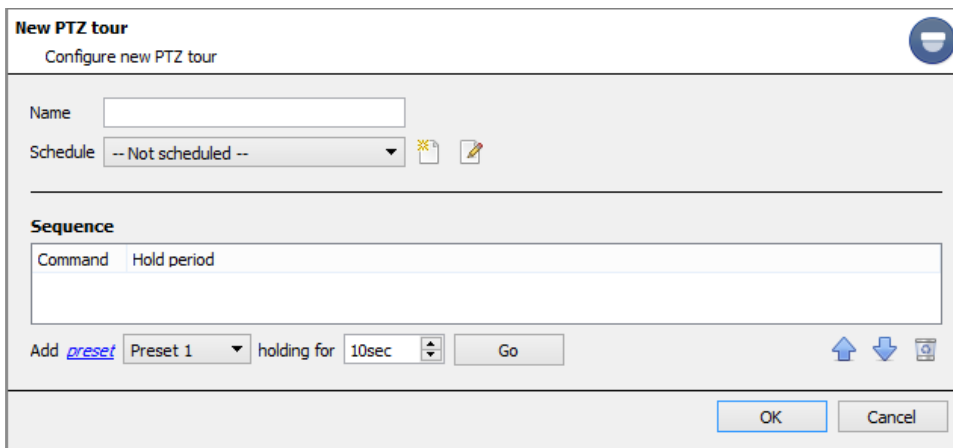 New PTZ tour
Configure new PTZ tour
Name
Schedule -- Not scheduled --
Sequence
Command Hold period
Add preset Preset 1 holding for 10sec Go
OK Cancel